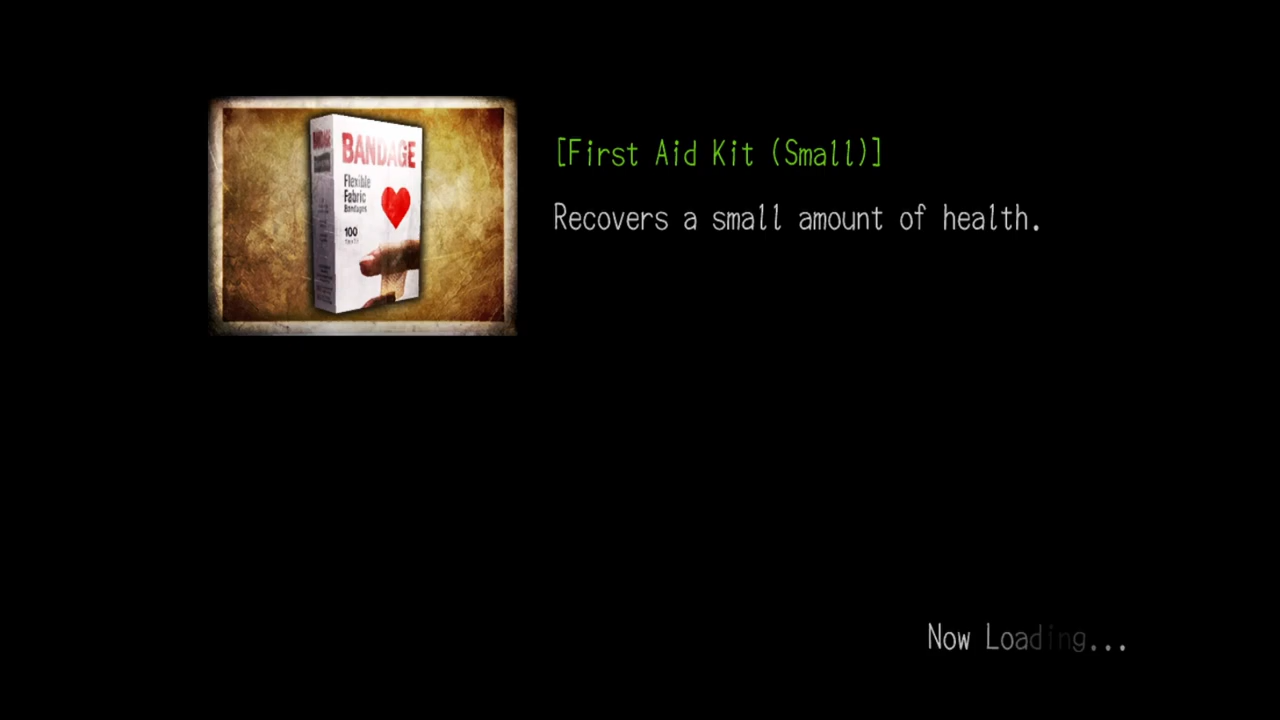 BANDAGE
Flexible
Fabric
Bandages
100
[First Aid Kit (Small)]
Recovers a small amount of health.
Now Loading...